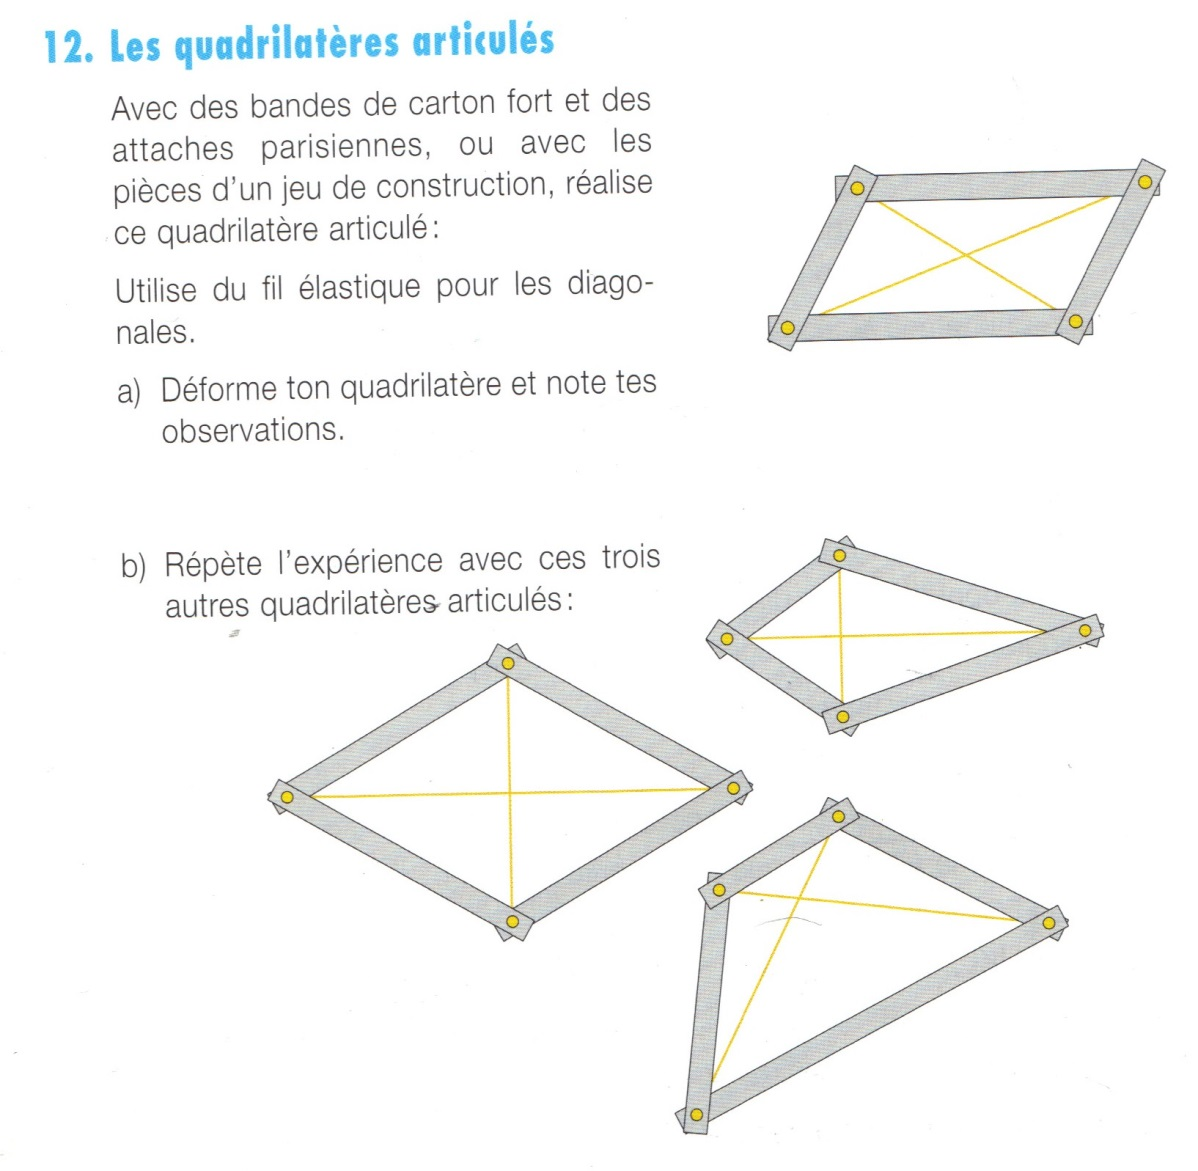 12. Les quadrilatères articulés
Avec des bandes de carton fort et des
attaches parisiennes, ou avec les
pièces d'un jeu de construction, réalise
ce quadrilatère articulé :
Utilise du fil élastique pour les diago-
nales.
a) Déforme ton quadrilatère et note tes
observations.
b) Répète l'expérience avec ces trois
autres quadrilatères articulés :